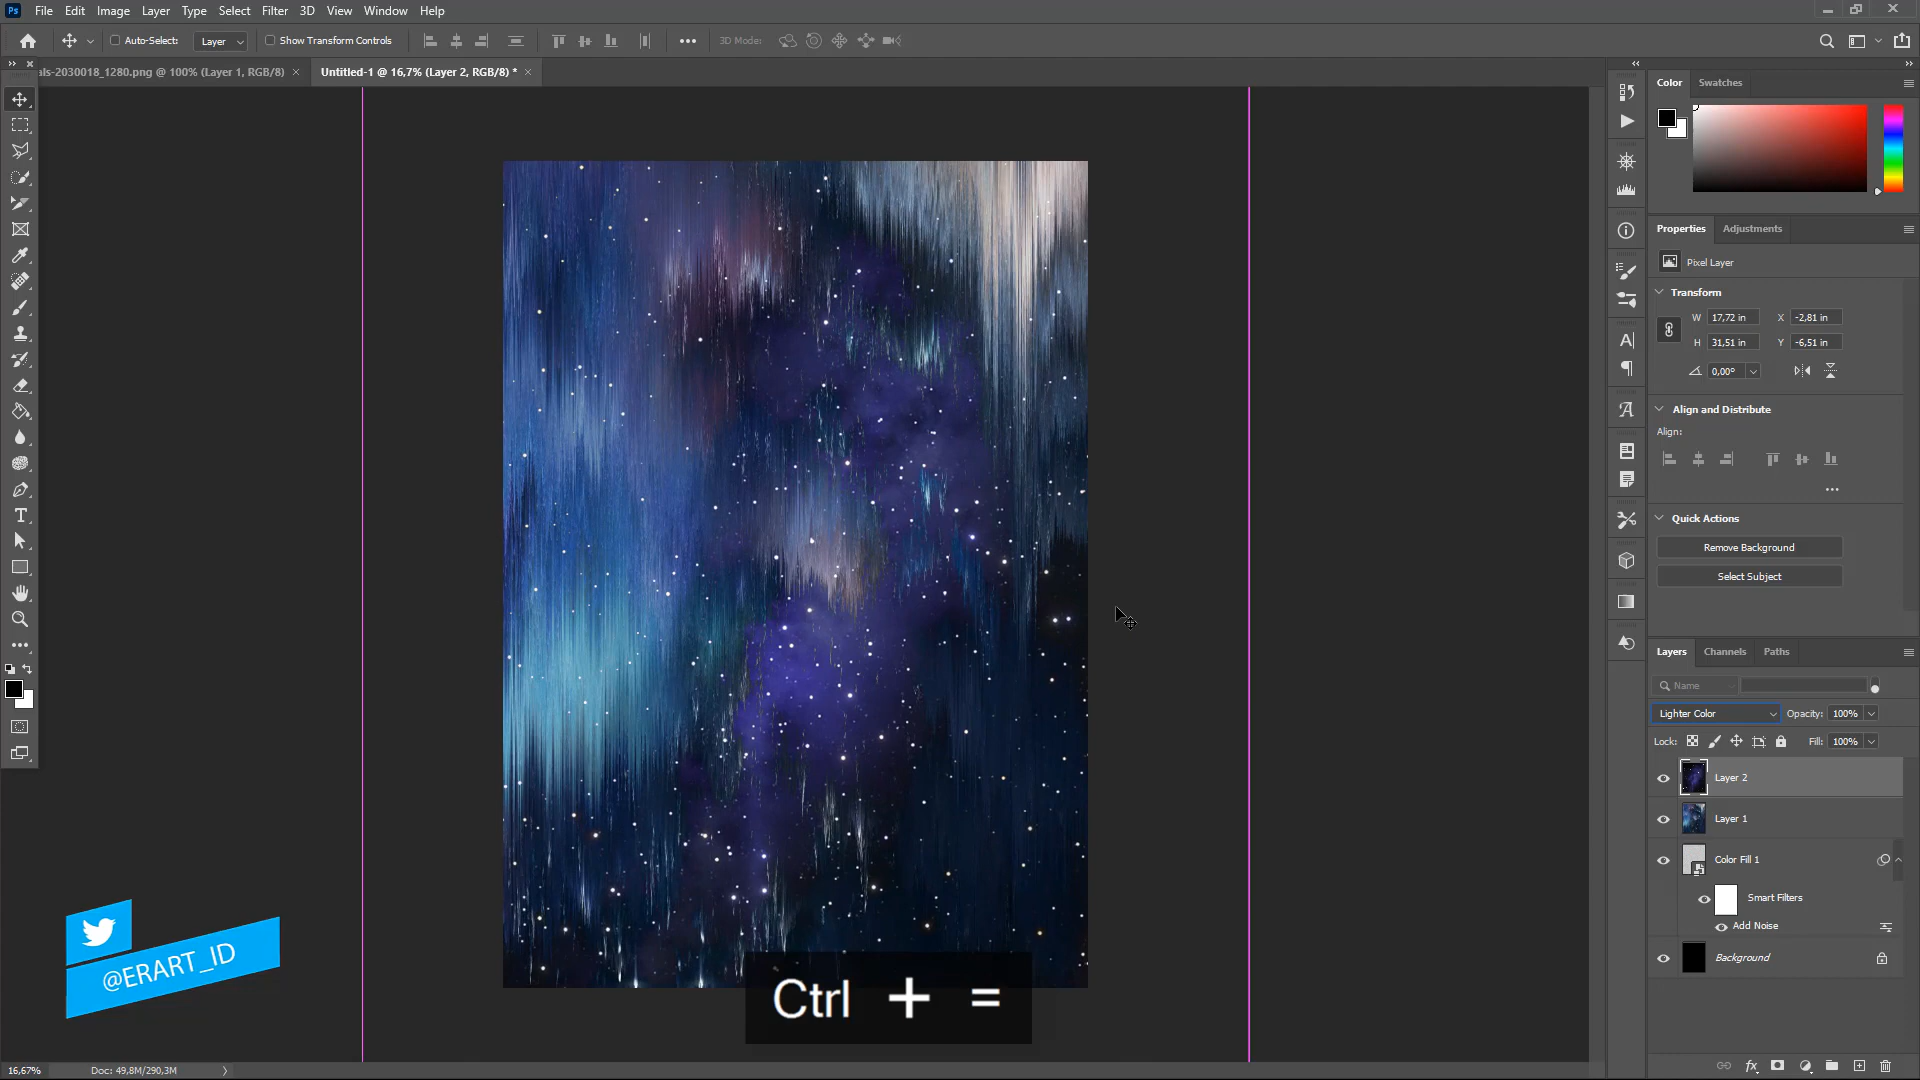 Ps File Edit Image Layer Type Select Filter 3D View Window Help
Auto-Select: Layer Show Transform Controls 3D Mode:
als-2030018_1280.png @ 100% (Layer 1, RGB/8) × Untitled-1 @ 16,7% (Layer 2, RGB/8) * ×
Color Swatches
Properties Adjustments
Pixel Layer
Transform
W 17,72 in X -2,81 in
H 31,51 in Y -6,51 in
0,00°
Align and Distribute
Align:
Quick Actions
Remove Background
Select Subject
Layers Channels Paths
Name
Lighter Color Opacity: 100%
Lock: Fill: 100%
Layer 2
Layer 1
Color Fill 1
Smart Filters
Add Noise
Background
@ERART_ID
Ctrl + =
16,67% Doc: 49,8M/290,3M